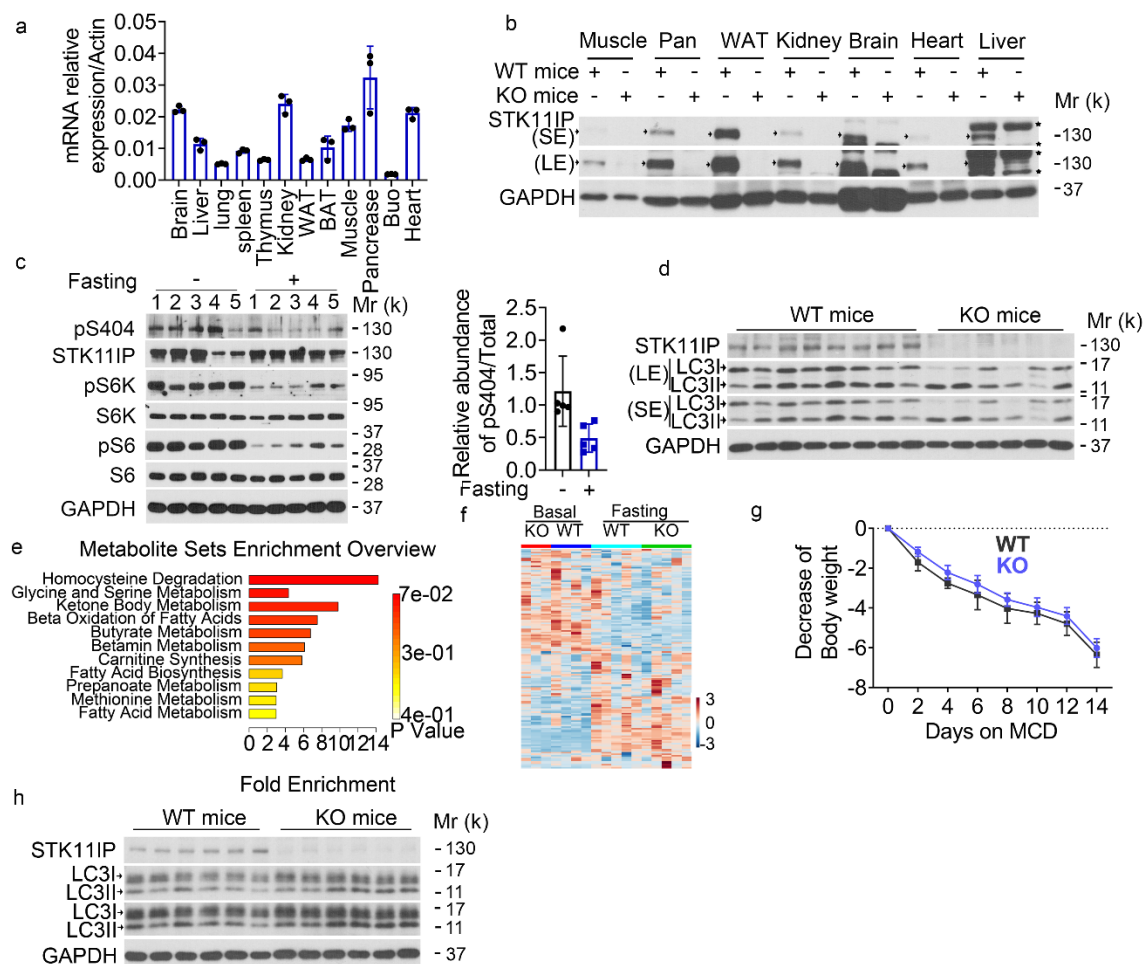 a
mRNA relative
expression/Actin
0.05
0.04
0.03
0.02
0.01
0.00
Brain
Liver
lung
spleen
Thymus
Kidney
WAT
BAT
Muscle
Pancrease
Buo
Heart
b
Muscle Pan WAT Kidney Brain Heart Liver
WT mice + - + - + - + - + - + - + -
KO mice - + - + - + - + - + - + - +
Mr (k)
STK11IP
(SE)
-130
(LE)
-130
GAPDH
-37
c
Fasting - +
1 2 3 4 5 1 2 3 4 5 Mr (k)
pS404 - 130
STK11IP - 130
pS6K - 95
S6K - 95
pS6 - 37
- 28
S6 - 37
- 28
GAPDH - 37
Relative abundance
of pS404/Total
2.5
2.0
1.5
1.0
0.5
0.0
Fasting - +
d
WT mice KO mice Mr (k)
STK11IP - 130
(LE) LC3I - 17
LC3II - 11
(SE) LC3I - 17
LC3II - 11
GAPDH - 37
e
Metabolite Sets Enrichment Overview
Homocysteine Degradation
Glycine and Serine Metabolism
Ketone Body Metabolism
Beta Oxidation of Fatty Acids
Butyrate Metabolism
Betamin Metabolism
Carnitine Synthesis
Fatty Acid Biosynthesis
Prepanoate Metabolism
Methionine Metabolism
Fatty Acid Metabolism
0 2 4 6 8 10 12 14
Fold Enrichment
7e-02
3e-01
4e-01
P Value
f
Basal Fasting
KO WT WT KO
3
0
-3
g
WT
KO
Decrease of
Body weight
0
-2
-4
-6
-8
0 2 4 6 8 10 12 14
Days on MCD
h
WT mice KO mice Mr (k)
STK11IP - 130
LC3I - 17
LC3II - 11
LC3I - 17
LC3II - 11
GAPDH - 37